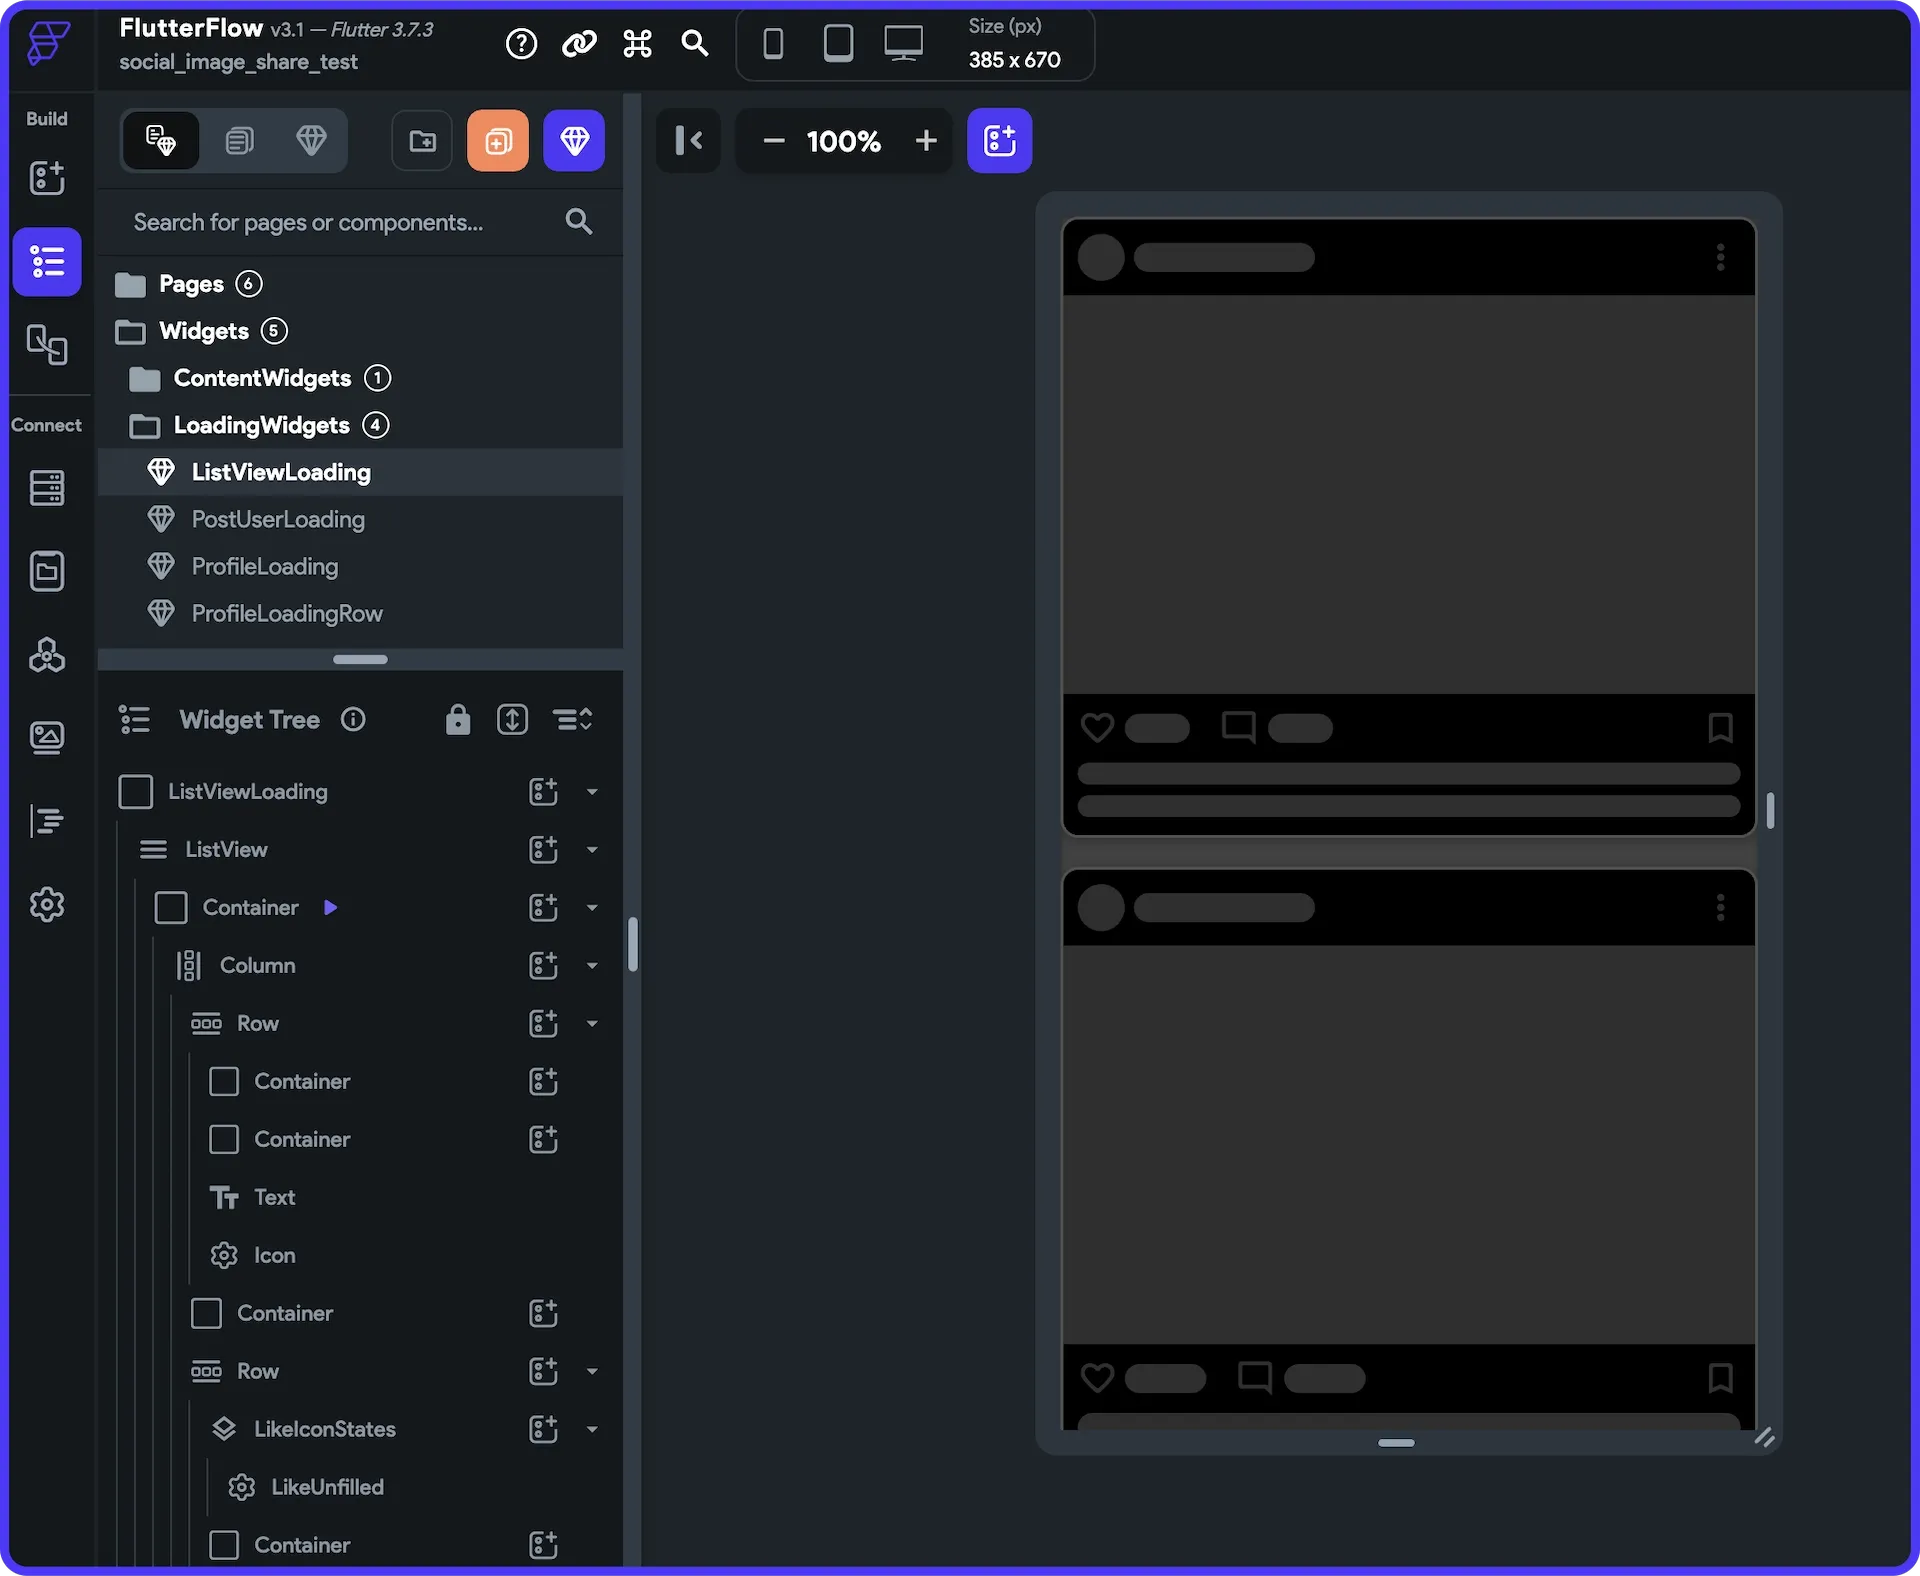 FlutterFlow v3.1 — Flutter 3.7.3
social_image_share_test
Size (px)
385 x 670
Build
Connect
100%
Search for pages or components...
Pages 6
Widgets 5
ContentWidgets 1
LoadingWidgets 4
ListViewLoading
PostUserLoading
ProfileLoading
ProfileLoadingRow
Widget Tree
ListViewLoading
ListView
Container
Column
Row
Container
Container
Text
Icon
Container
Row
LikeIconStates
LikeUnfilled
Container